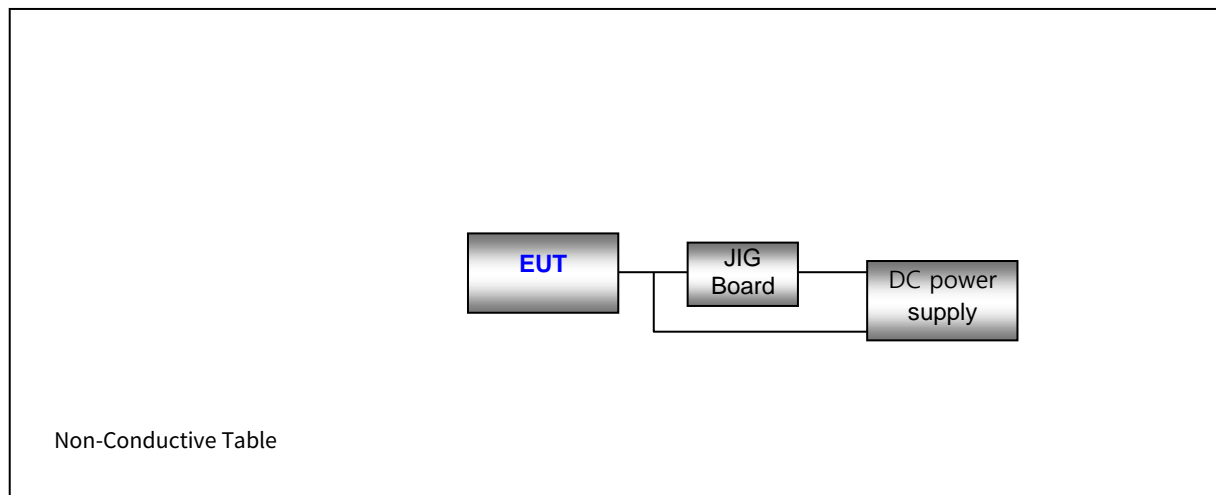 EUT
JIG
Board
DC power
supply
Non-Conductive Table